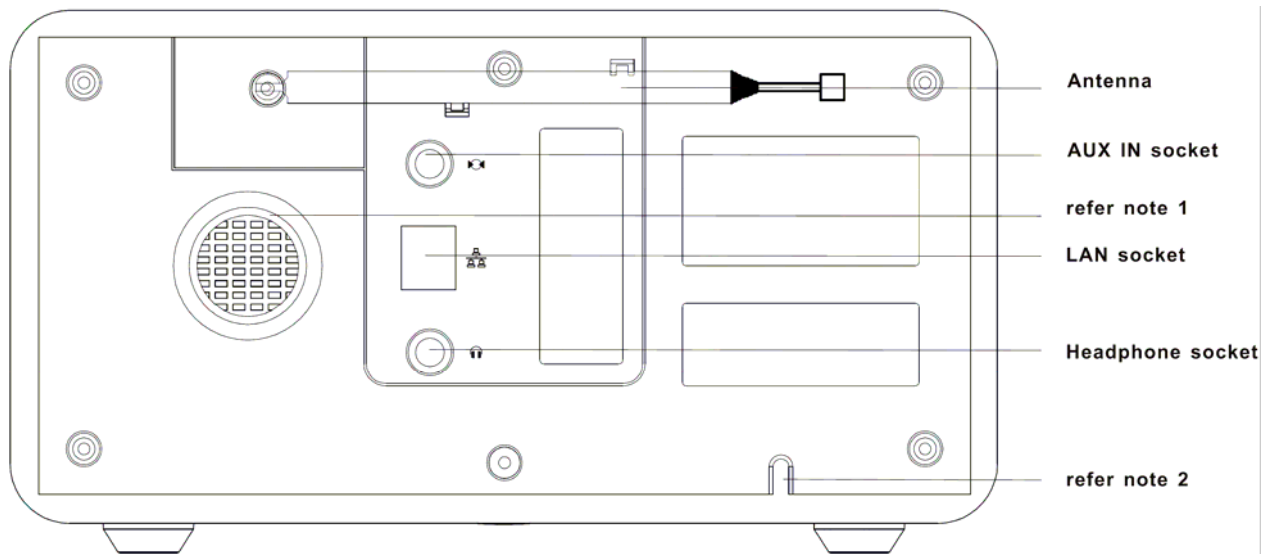 Antenna
AUX IN socket
refer note 1
LAN socket
Headphone socket
refer note 2